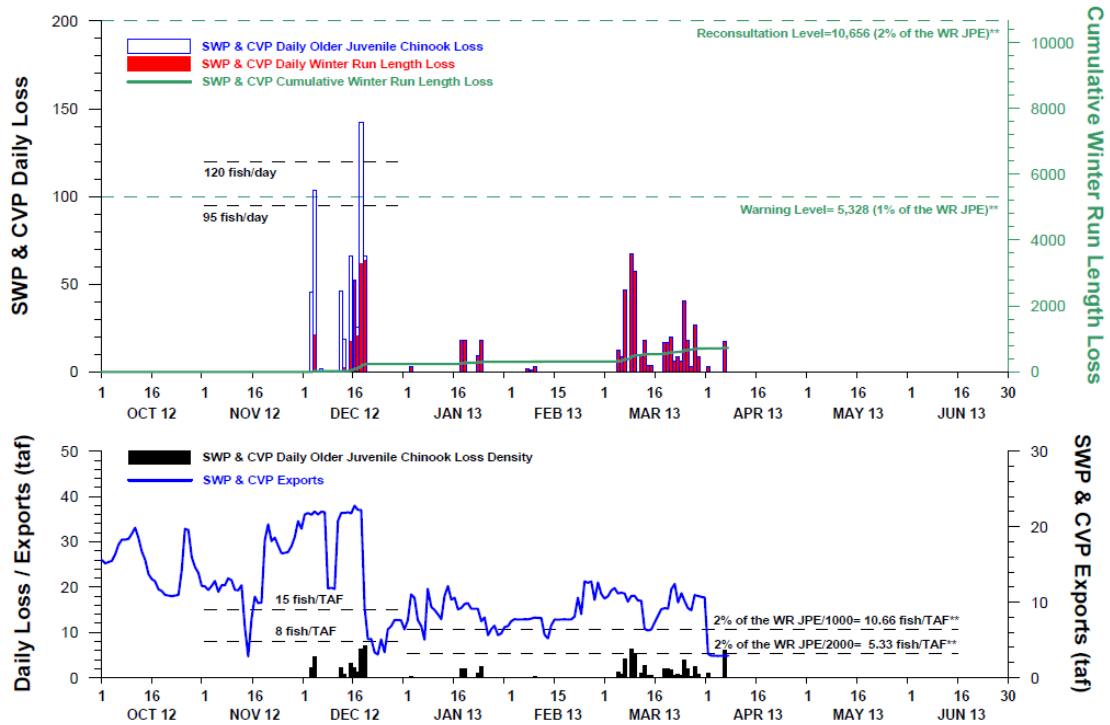 SWP & CVP Daily Loss
Cumulative Winter Run Length Loss
200
150
100
50
0
10000
8000
6000
4000
2000
0
SWP & CVP Daily Older Juvenile Chinook Loss
SWP & CVP Daily Winter Run Length Loss
SWP & CVP Cumulative Winter Run Length Loss
Reconsultation Level=10,656 (2% of the WR JPE)**
120 fish/day
95 fish/day
Warning Level= 5,328 (1% of the WR JPE)**
1 16 1 16 1 16 1 16 1 15 1 16 1 16 1 16 1 16 30
OCT 12 NOV 12 DEC 12 JAN 13 FEB 13 MAR 13 APR 13 MAY 13 JUN 13
Daily Loss / Exports (taf)
SWP & CVP Exports (taf)
50
40
30
20
10
0
30
20
10
0
SWP & CVP Daily Older Juvenile Chinook Loss Density
SWP & CVP Exports
15 fish/TAF
8 fish/TAF
2% of the WR JPE/1000= 10.66 fish/TAF**
2% of the WR JPE/2000= 5.33 fish/TAF**
1 16 1 16 1 16 1 16 1 15 1 16 1 16 1 16 1 16 30
OCT 12 NOV 12 DEC 12 JAN 13 FEB 13 MAR 13 APR 13 MAY 13 JUN 13